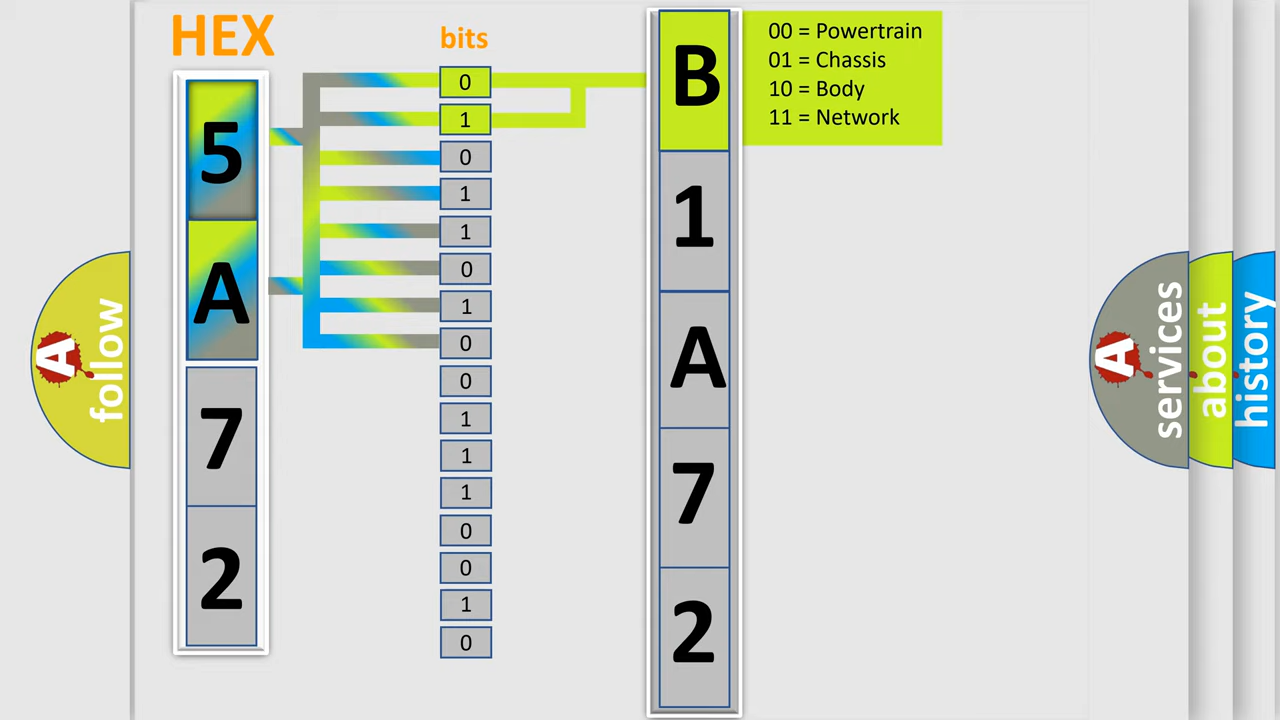 HEX
bits
5
A
7
2
0
1
0
1
1
0
1
0
0
1
1
1
0
0
1
0
B
1
A
7
2
00 = Powertrain
01 = Chassis
10 = Body
11 = Network
A
follow
A
services
about
history